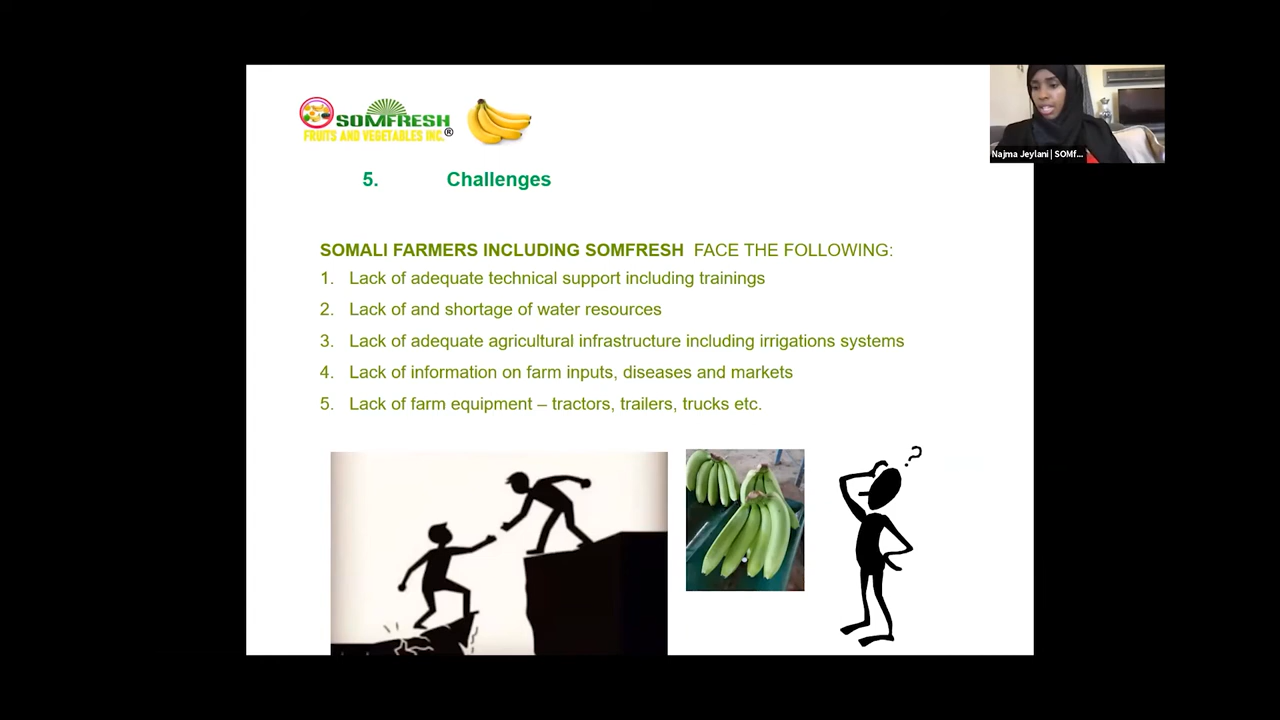 SOMFRESH
FRUITS AND VEGETABLES INC.®
Najma Jeylani | SOMf...
5. Challenges
SOMALI FARMERS INCLUDING SOMFRESH FACE THE FOLLOWING:
1. Lack of adequate technical support including trainings
2. Lack of and shortage of water resources
3. Lack of adequate agricultural infrastructure including irrigations systems
4. Lack of information on farm inputs, diseases and markets
5. Lack of farm equipment – tractors, trailers, trucks etc.
?